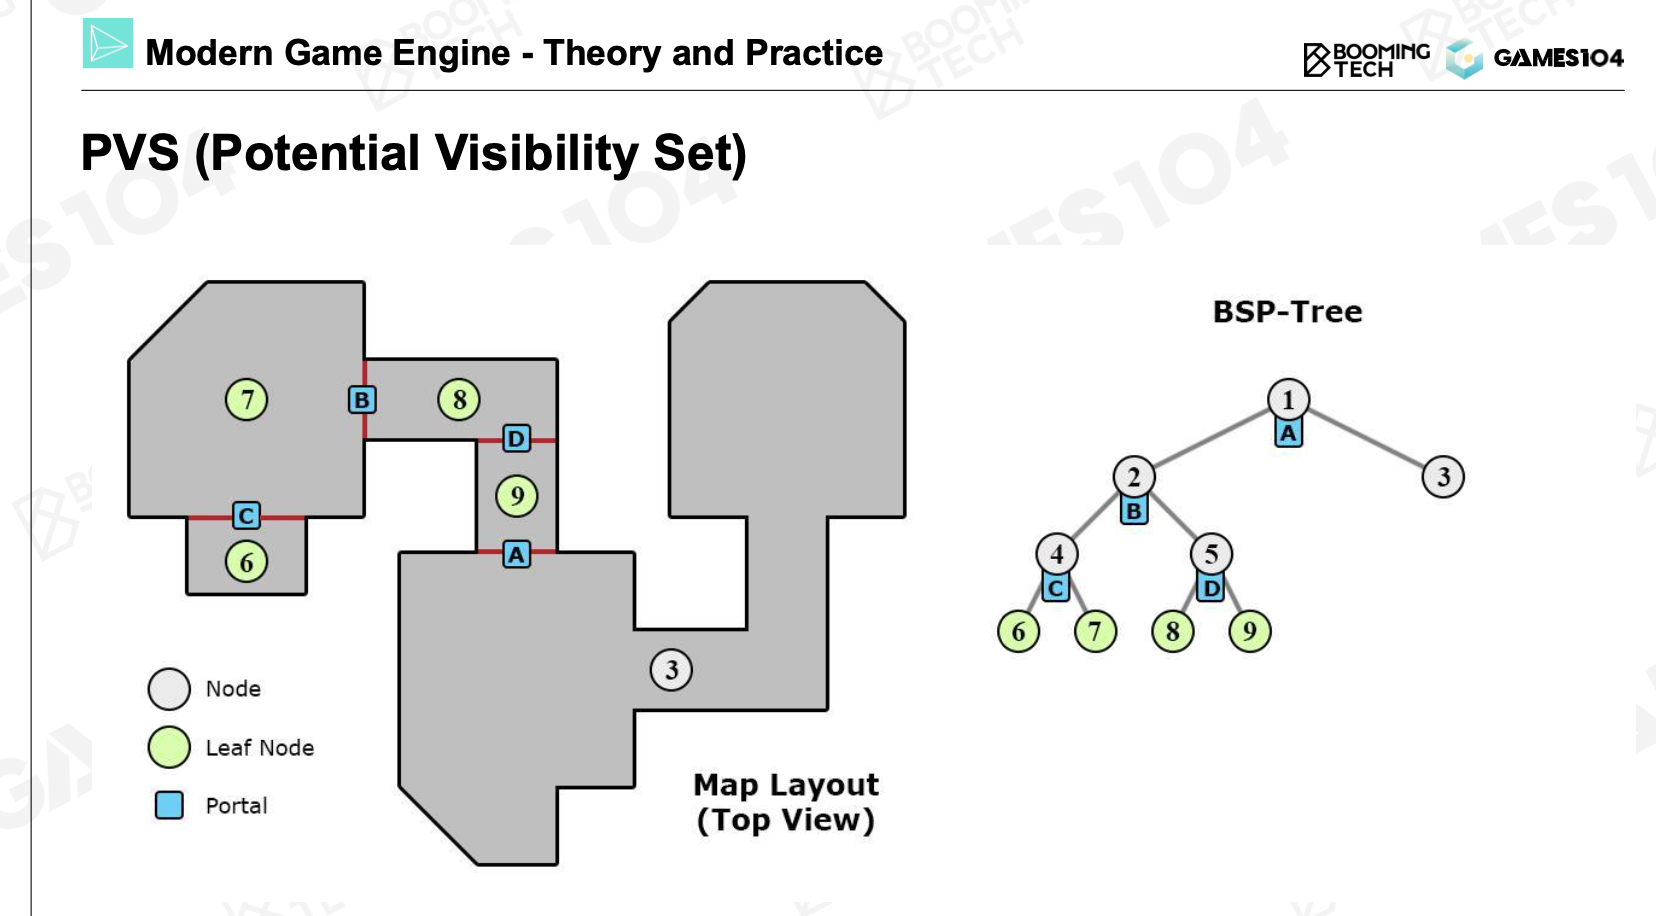 Modern Game Engine - Theory and Practice
BOOMING
TECH
GAMES104
PVS (Potential Visibility Set)
BSP-Tree
7
B
8
D
9
C
6
A
3
1
A
2
B
3
4
C
5
D
6
7
8
9
Node
Leaf Node
Portal
Map Layout
(Top View)